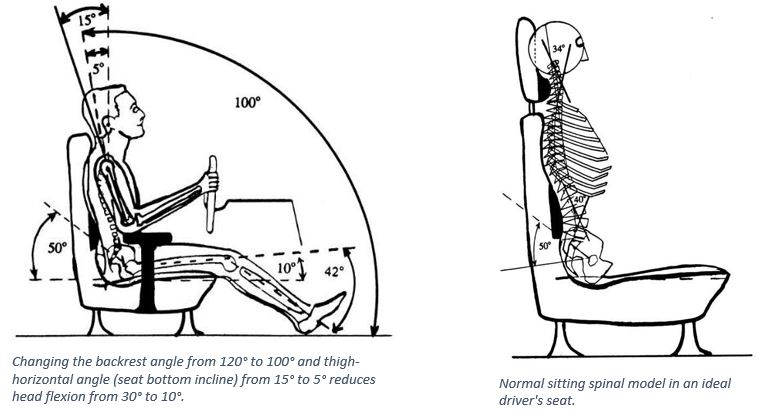 15°
5°
100°
50°
10°
42°
34°
40°
50°
Changing the backrest angle from 120° to 100° and thigh-
horizontal angle (seat bottom incline) from 15° to 5° reduces
head flexion from 30° to 10°.
Normal sitting spinal model in an ideal
driver's seat.